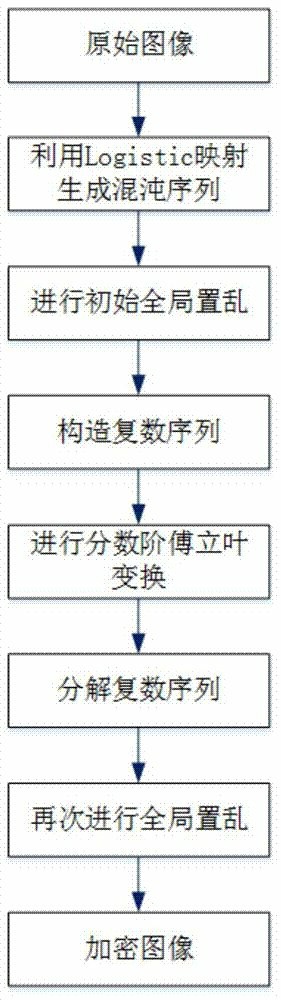 原始图像
利用Logistic映射
生成混沌序列
进行初始全局置乱
构造复数序列
进行分数阶傅立叶
变换
分解复数序列
再次进行全局置乱
加密图像